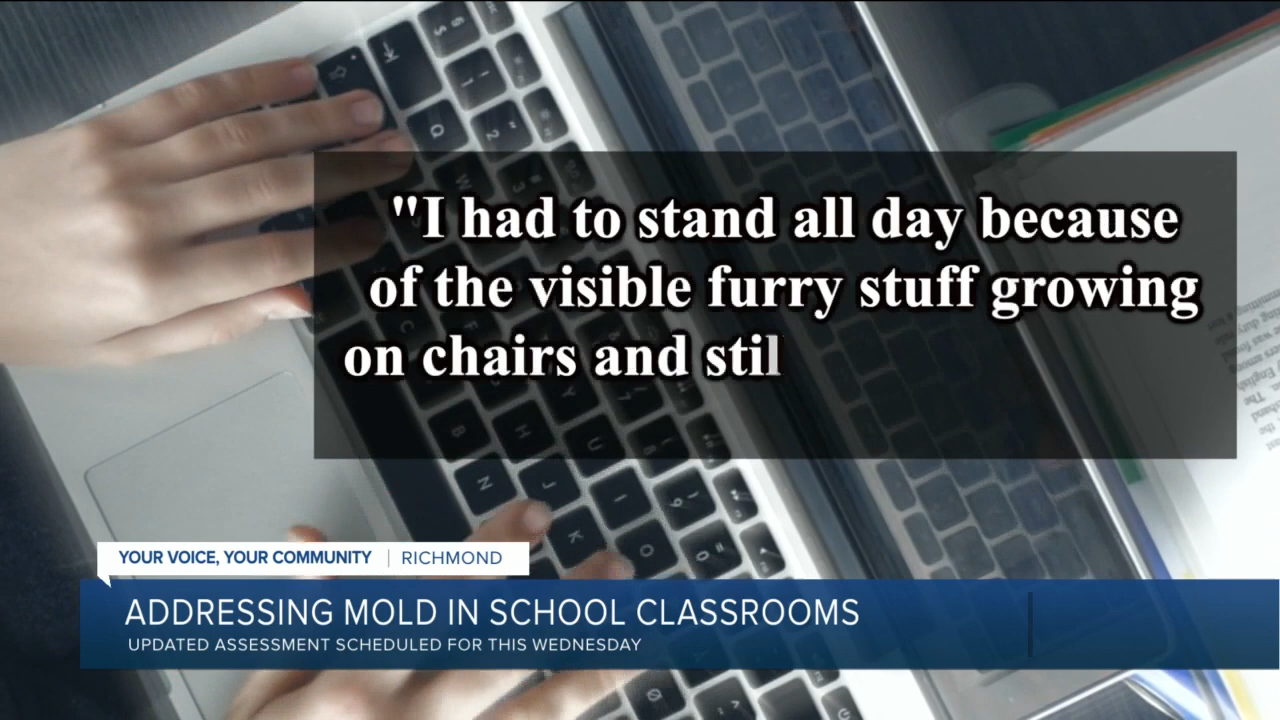 "I had to stand all day because
of the visible furry stuff growing
on chairs and stil
YOUR VOICE, YOUR COMMUNITY | RICHMOND
ADDRESSING MOLD IN SCHOOL CLASSROOMS
UPDATED ASSESSMENT SCHEDULED FOR THIS WEDNESDAY